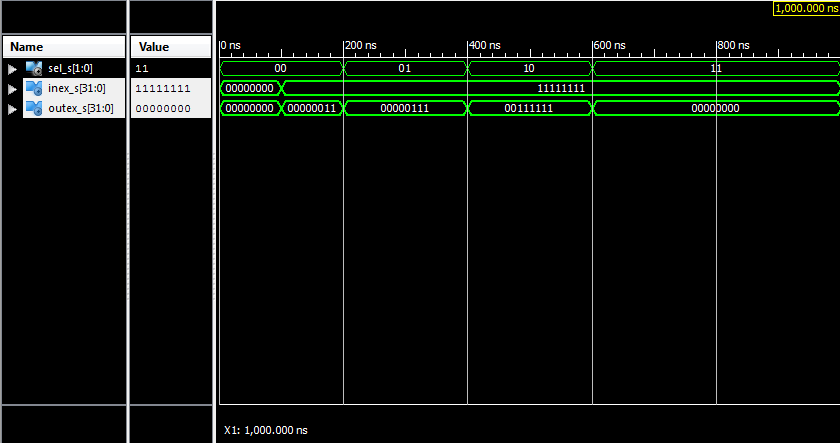 1,000.000 ns
Name Value 0 ns 200 ns 400 ns 600 ns 800 ns
sel_s[1:0] 11 00 01 10 11
inex_s[31:0] 11111111 00000000 11111111
outex_s[31:0] 00000000 00000000 00000011 00000111 00111111 00000000
X1: 1,000.000 ns